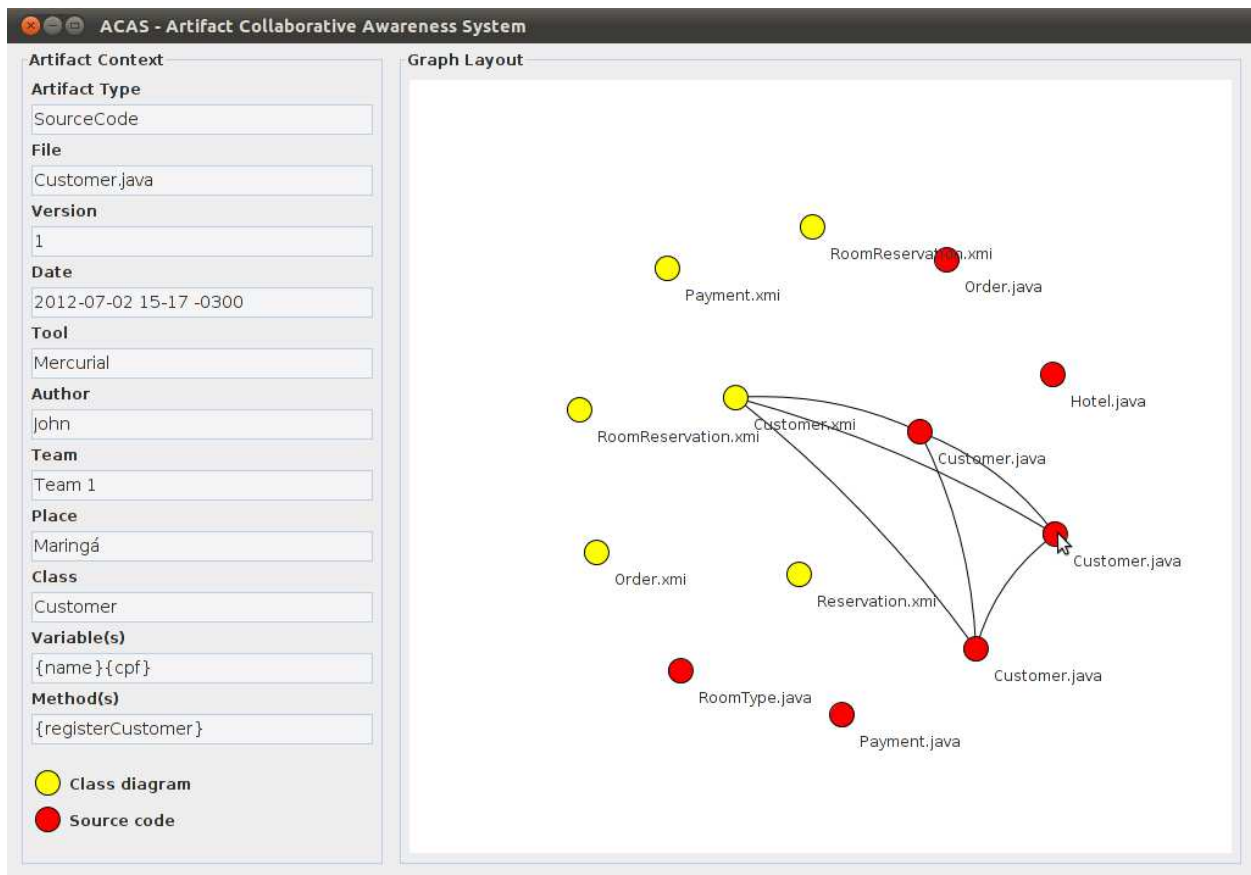 ACAS - Artifact Collaborative Awareness System
Artifact Context
Artifact Type
SourceCode
File
Customer.java
Version
1
Date
2012-07-02 15-17 -0300
Tool
Mercurial
Author
John
Team
Team 1
Place
Maringá
Class
Customer
Variable(s)
{name}{cpf}
Method(s)
{registerCustomer}
Class diagram
Source code
Graph Layout
RoomReservation.xmi
Order.java
Payment.xmi
Hotel.java
Customer.xmi
RoomReservation.xmi
Customer.java
Customer.java
Order.xmi
Reservation.xmi
Customer.java
RoomType.java
Payment.java